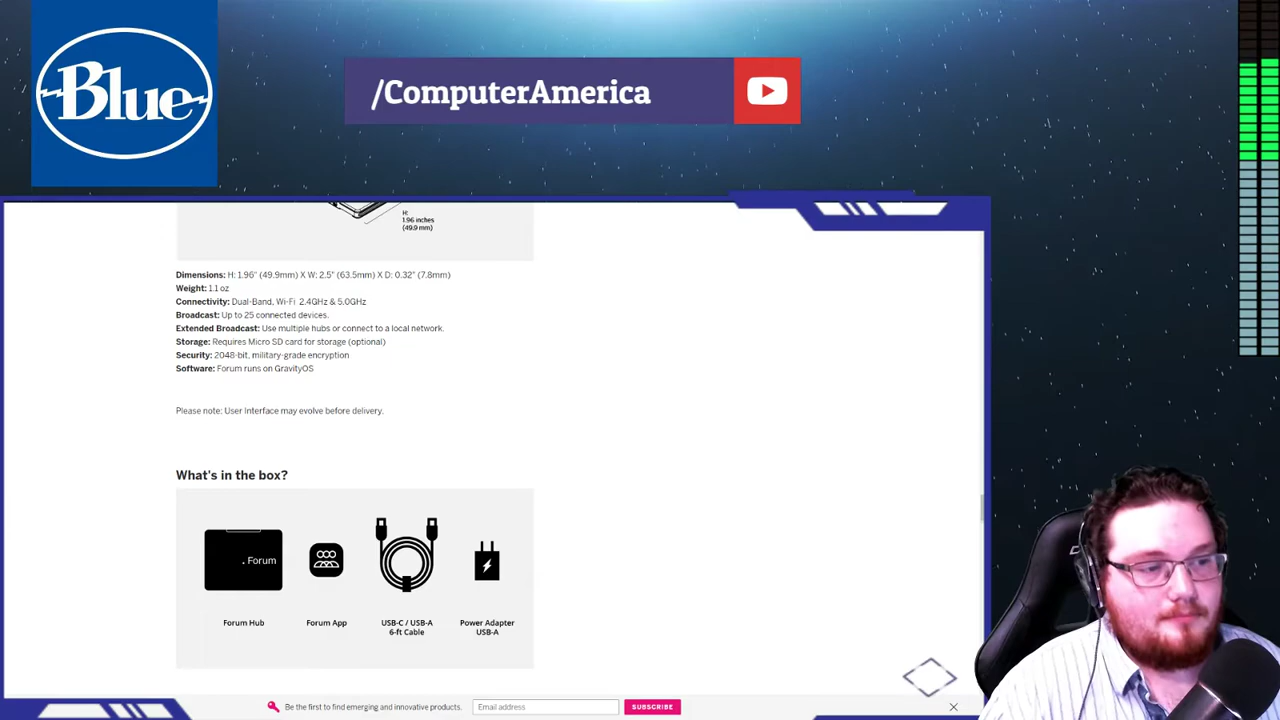 Blue
/ComputerAmerica
H:
1.96 inches
(49.9 mm)
Dimensions: H: 1.96" (49.9mm) X W: 2.5" (63.5mm) X D: 0.32" (7.8mm)
Weight: 1.1 oz
Connectivity: Dual-Band, Wi-Fi 2.4GHz & 5.0GHz
Broadcast: Up to 25 connected devices.
Extended Broadcast: Use multiple hubs or connect to a local network.
Storage: Requires Micro SD card for storage (optional)
Security: 2048-bit, military-grade encryption
Software: Forum runs on GravityOS
Please note: User Interface may evolve before delivery.
What's in the box?
. Forum
Forum Hub
Forum App
USB-C / USB-A
6-ft Cable
Power Adapter
USB-A
Be the first to find emerging and innovative products.
Email address
SUBSCRIBE